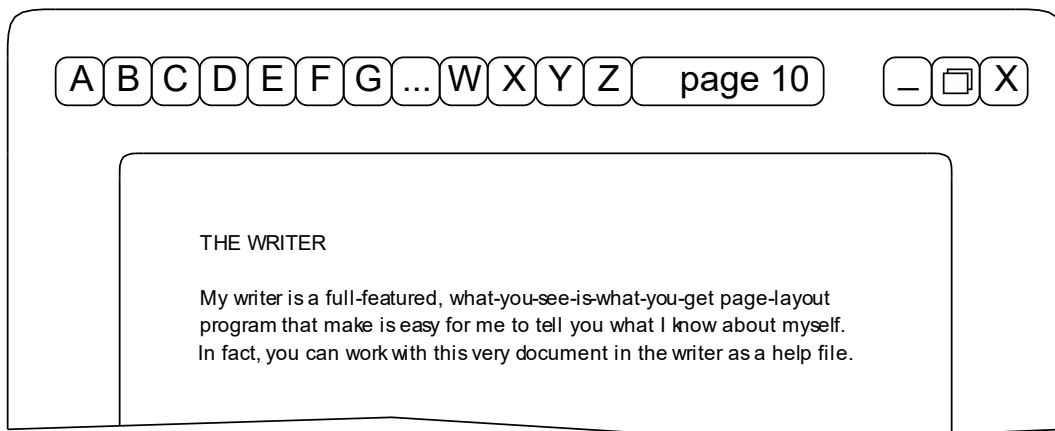 A B C D E F G ... W X Y Z page 10 _ X
THE WRITER
My writer is a full-featured, what-you-see-is-what-you-get page-layout
program that make is easy for me to tell you what I know about myself.
In fact, you can work with this very document in the writer as a help file.